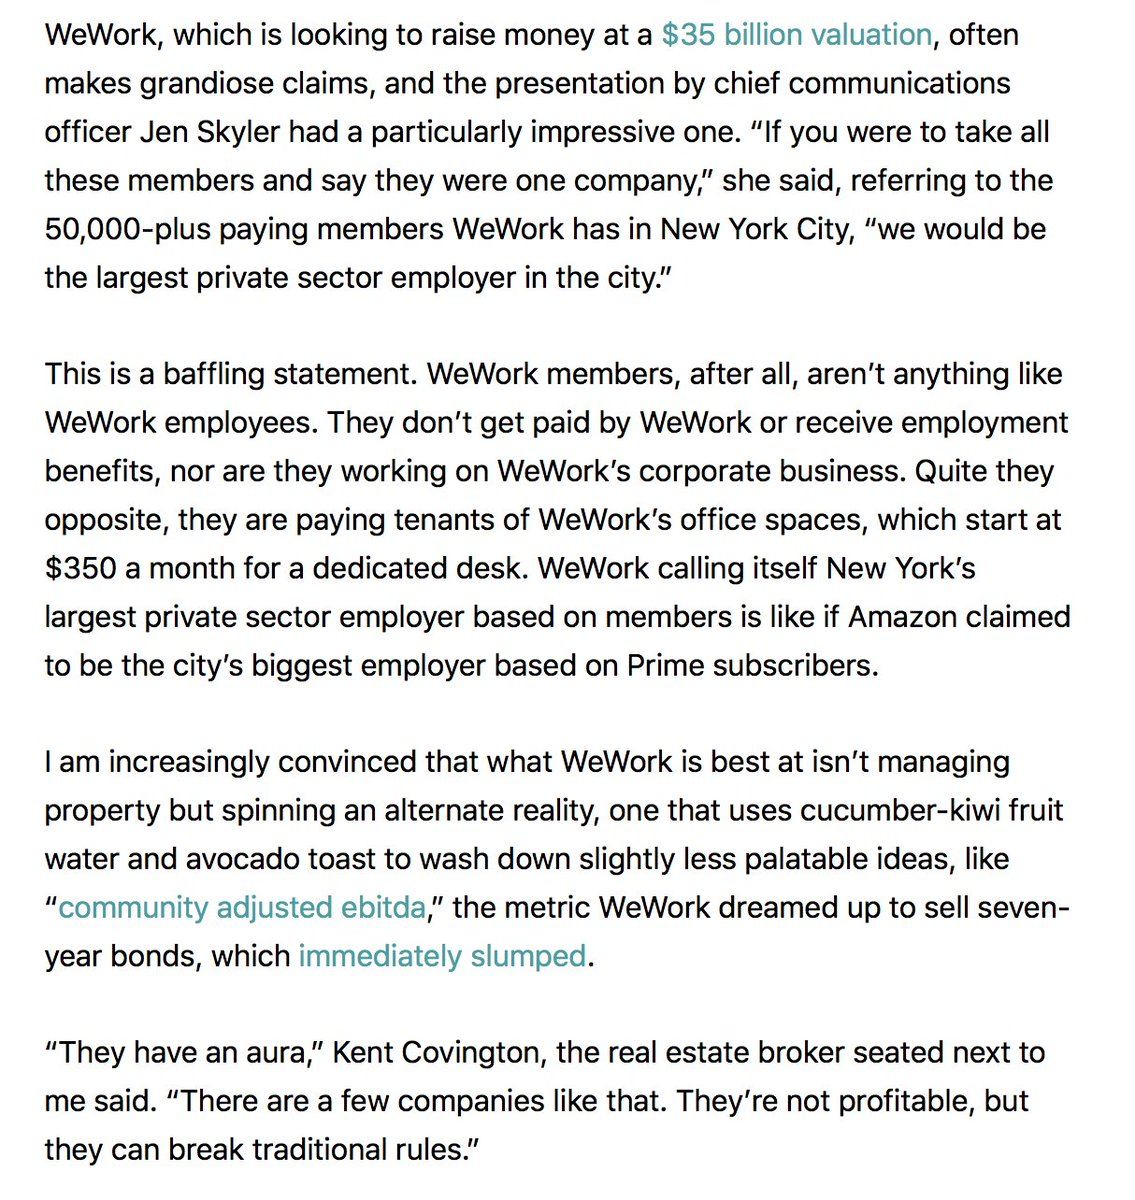 WeWork, which is looking to raise money at a $35 billion valuation, often
makes grandiose claims, and the presentation by chief communications
officer Jen Skyler had a particularly impressive one. “If you were to take all
these members and say they were one company,” she said, referring to the
50,000-plus paying members WeWork has in New York City, “we would be
the largest private sector employer in the city.”
This is a baffling statement. WeWork members, after all, aren’t anything like
WeWork employees. They don’t get paid by WeWork or receive employment
benefits, nor are they working on WeWork’s corporate business. Quite they
opposite, they are paying tenants of WeWork’s office spaces, which start at
$350 a month for a dedicated desk. WeWork calling itself New York’s
largest private sector employer based on members is like if Amazon claimed
to be the city’s biggest employer based on Prime subscribers.
I am increasingly convinced that what WeWork is best at isn’t managing
property but spinning an alternate reality, one that uses cucumber-kiwi fruit
water and avocado toast to wash down slightly less palatable ideas, like
“community adjusted ebitda,” the metric WeWork dreamed up to sell seven-
year bonds, which immediately slumped.
“They have an aura,” Kent Covington, the real estate broker seated next to
me said. “There are a few companies like that. They’re not profitable, but
they can break traditional rules.”